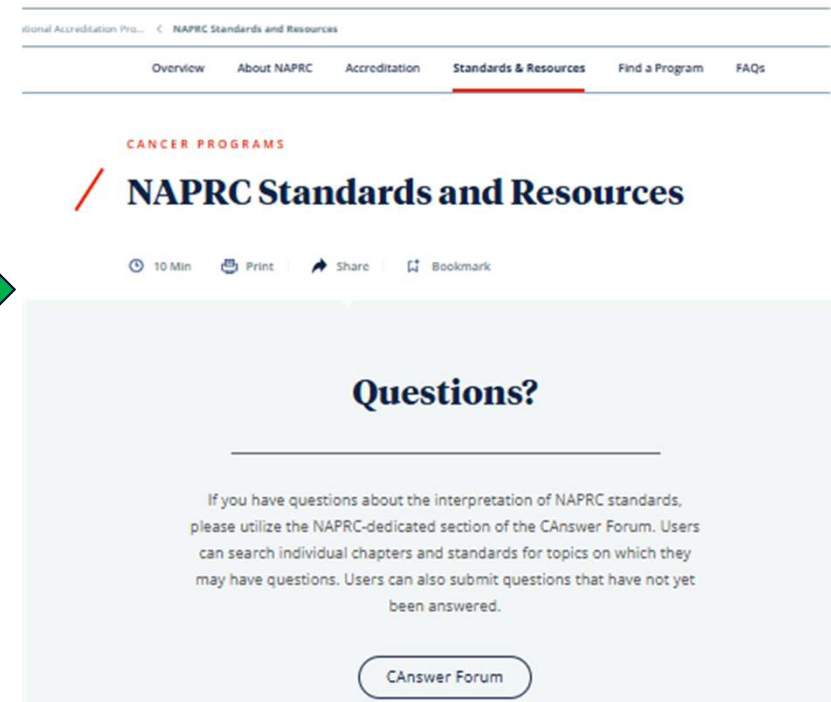 ational Accreditation Pro... < NAPRC Standards and Resources
Overview About NAPRC Accreditation Standards & Resources Find a Program FAQs
CANCER PROGRAMS
NAPRC Standards and Resources
10 Min Print Share Bookmark
Questions?
If you have questions about the interpretation of NAPRC standards,
please utilize the NAPRC-dedicated section of the CAnswer Forum. Users
can search individual chapters and standards for topics on which they
may have questions. Users can also submit questions that have not yet
been answered.
CAnswer Forum